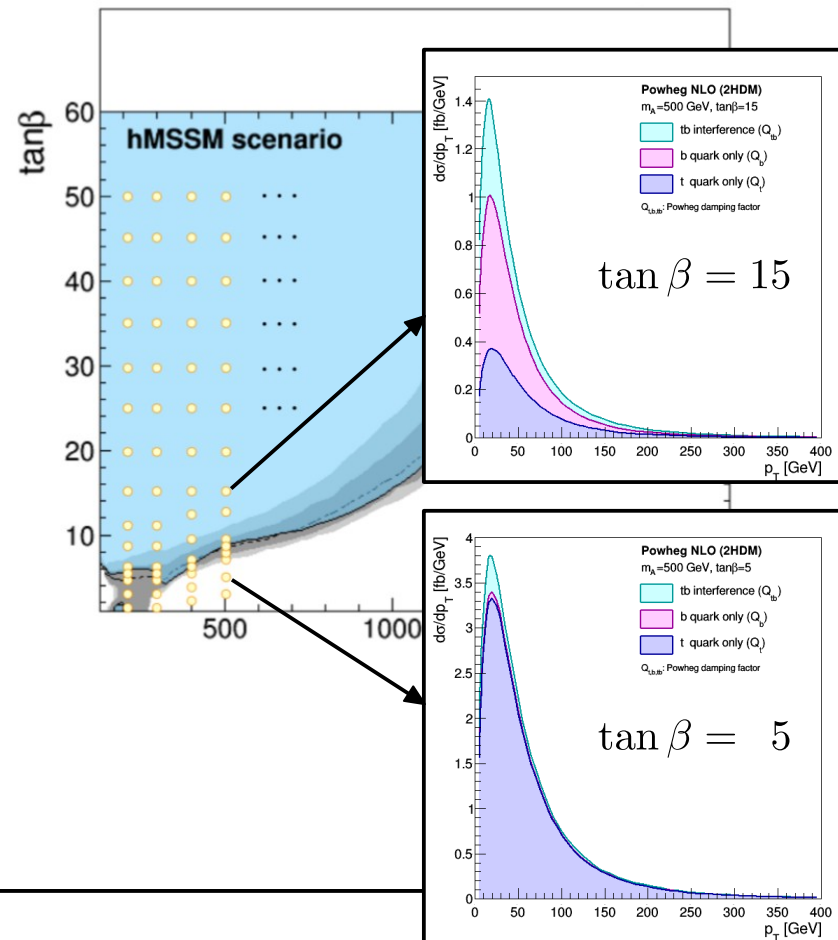 tanβ
60
50
40
30
20
10
500
1000
hMSSM scenario
dσ/dp_T [fb/GeV]
1.4
1.2
1
0.8
0.6
0.4
0.2
0
Powheg NLO (2HDM)
m_A=500 GeV, tanβ=15
tb interference (Q_tb)
b quark only (Q_b)
t quark only (Q_t)
Q_t,b,tb: Powheg damping factor
tan β = 15
0 50 100 150 200 250 300 350 400
p_T [GeV]
dσ/dp_T [fb/GeV]
4
3.5
3
2.5
2
1.5
1
0.5
0
Powheg NLO (2HDM)
m_A=500 GeV, tanβ=5
tb interference (Q_tb)
b quark only (Q_b)
t quark only (Q_t)
Q_t,b,tb: Powheg damping factor
tan β = 5
0 50 100 150 200 250 300 350 400
p_T [GeV]